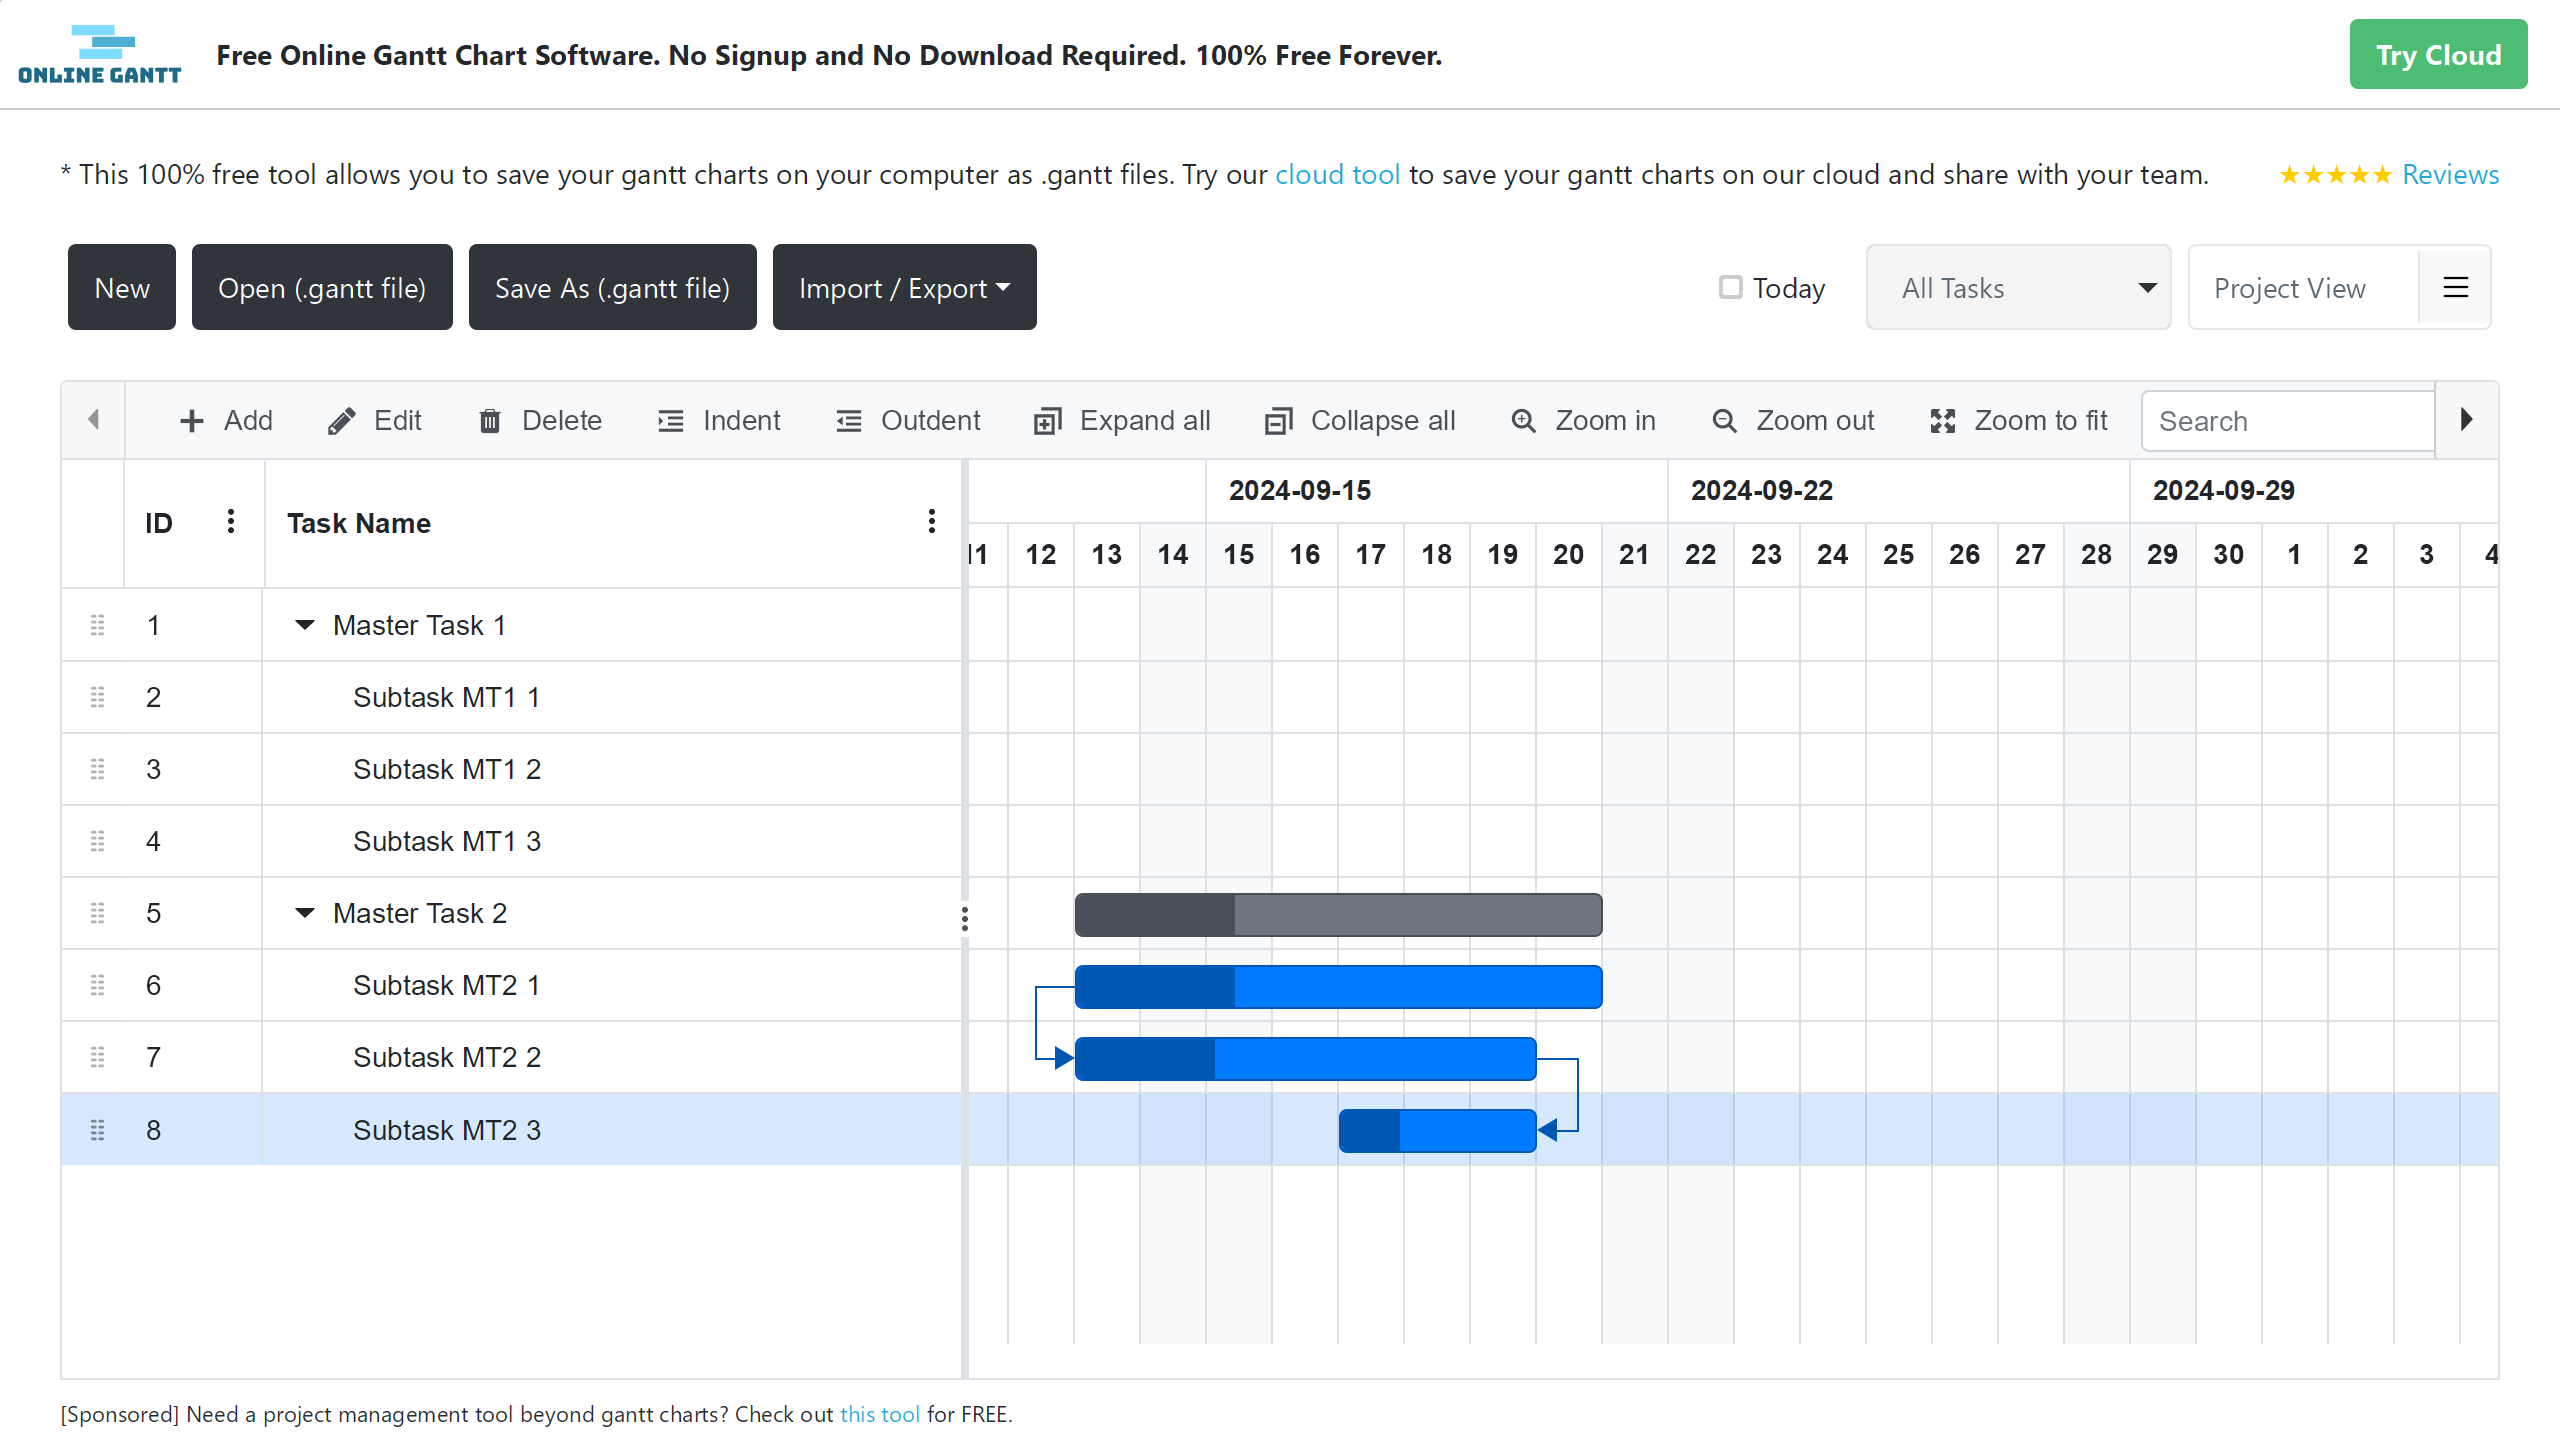 ONLINE GANTT
Free Online Gantt Chart Software. No Signup and No Download Required. 100% Free Forever.
Try Cloud
* This 100% free tool allows you to save your gantt charts on your computer as .gantt files. Try our cloud tool to save your gantt charts on our cloud and share with your team.
★★★★★ Reviews
New
Open (.gantt file)
Save As (.gantt file)
Import / Export
Today
All Tasks
Project View
Add
Edit
Delete
Indent
Outdent
Expand all
Collapse all
Zoom in
Zoom out
Zoom to fit
Search
ID
Task Name
2024-09-15
2024-09-22
2024-09-29
11 12 13 14 15 16 17 18 19 20 21 22 23 24 25 26 27 28 29 30 1 2 3 4
1 Master Task 1
2 Subtask MT1 1
3 Subtask MT1 2
4 Subtask MT1 3
5 Master Task 2
6 Subtask MT2 1
7 Subtask MT2 2
8 Subtask MT2 3
[Sponsored] Need a project management tool beyond gantt charts? Check out this tool for FREE.